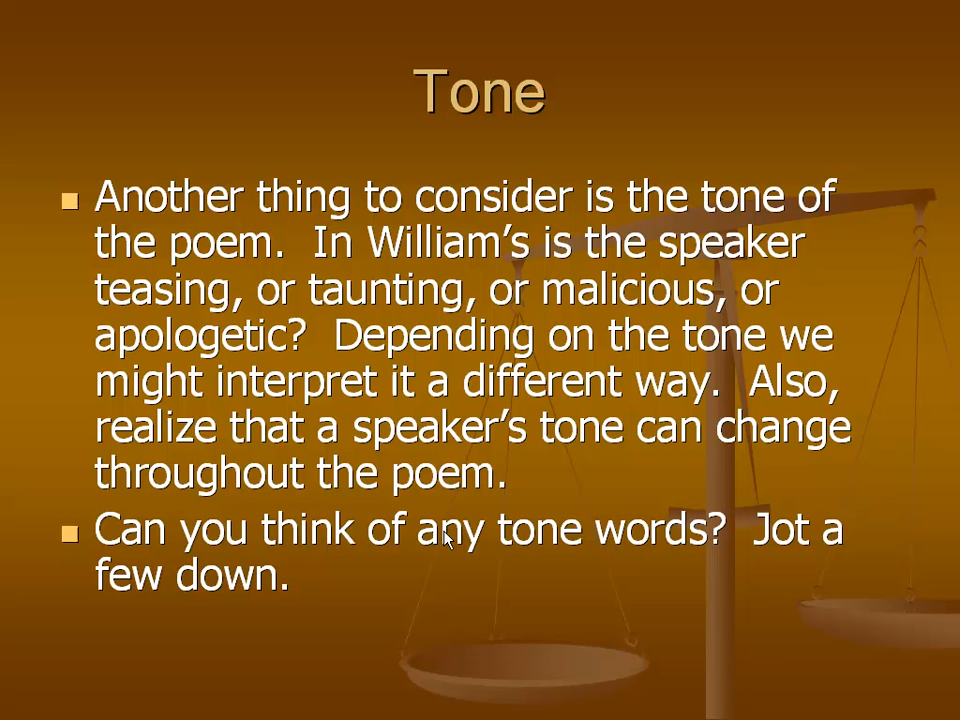 Tone
Another thing to consider is the tone of
the poem.  In William’s is the speaker
teasing, or taunting, or malicious, or
apologetic?  Depending on the tone we
might interpret it a different way.  Also,
realize that a speaker’s tone can change
throughout the poem.
Can you think of any tone words?  Jot a
few down.